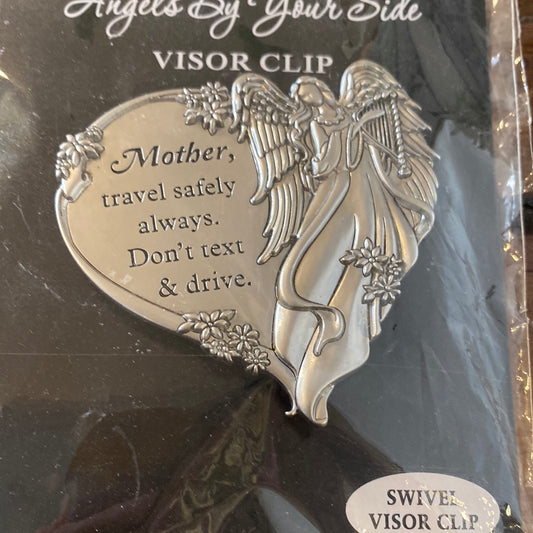 Angels By Your Side
VISOR CLIP
Mother,
travel safely
always.
Don't text
& drive.
SWIVEL
VISOR CLIP